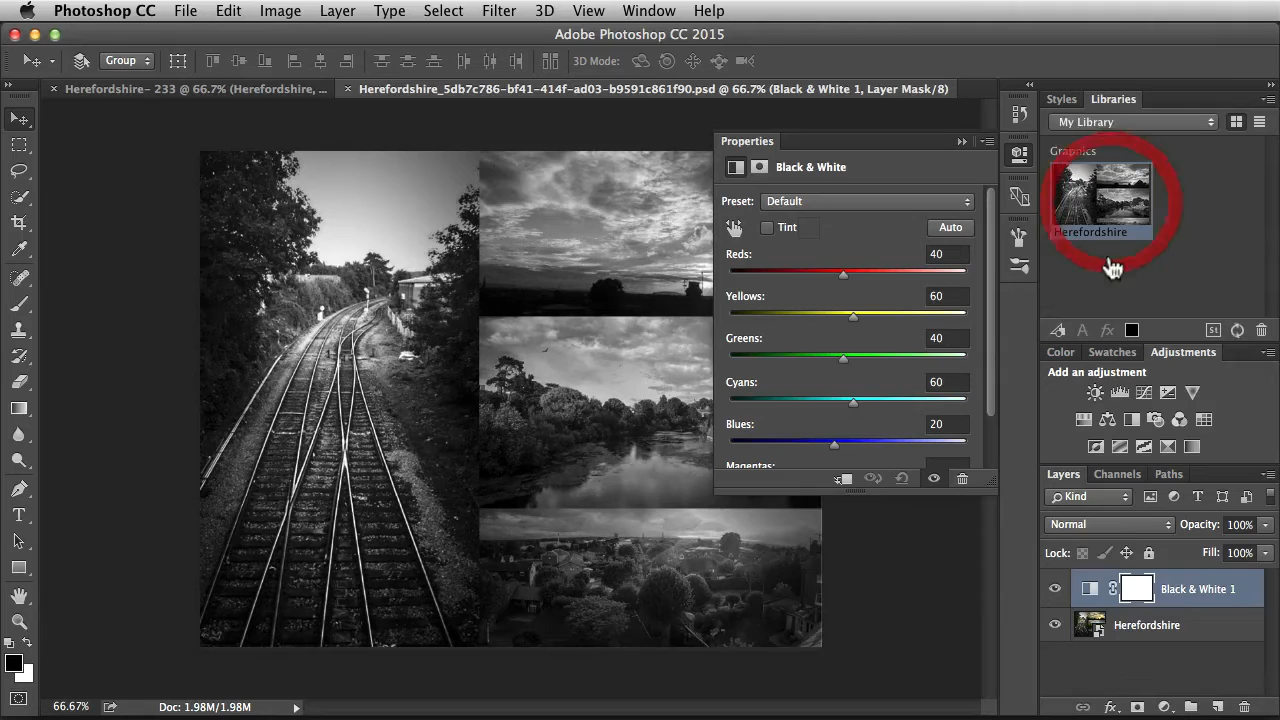 Photoshop CC File Edit Image Layer Type Select Filter 3D View Window Help
Adobe Photoshop CC 2015
Group 3D Mode:
Herefordshire- 233 @ 66.7% (Herefordshire, ...
Herefordshire_5db7c786-bf41-414f-ad03-b9591c861f90.psd @ 66.7% (Black & White 1, Layer Mask/8)
Styles Libraries
My Library
Graphics
Herefordshire
Properties
Black & White
Preset: Default
Tint Auto
Reds: 40
Yellows: 60
Greens: 40
Cyans: 60
Blues: 20
Magentas:
A fx St
Color Swatches Adjustments
Add an adjustment
Layers Channels Paths
Kind T
Normal Opacity: 100%
Lock: Fill: 100%
Black & White 1
Herefordshire
fx
T
66.67% Doc: 1.98M/1.98M